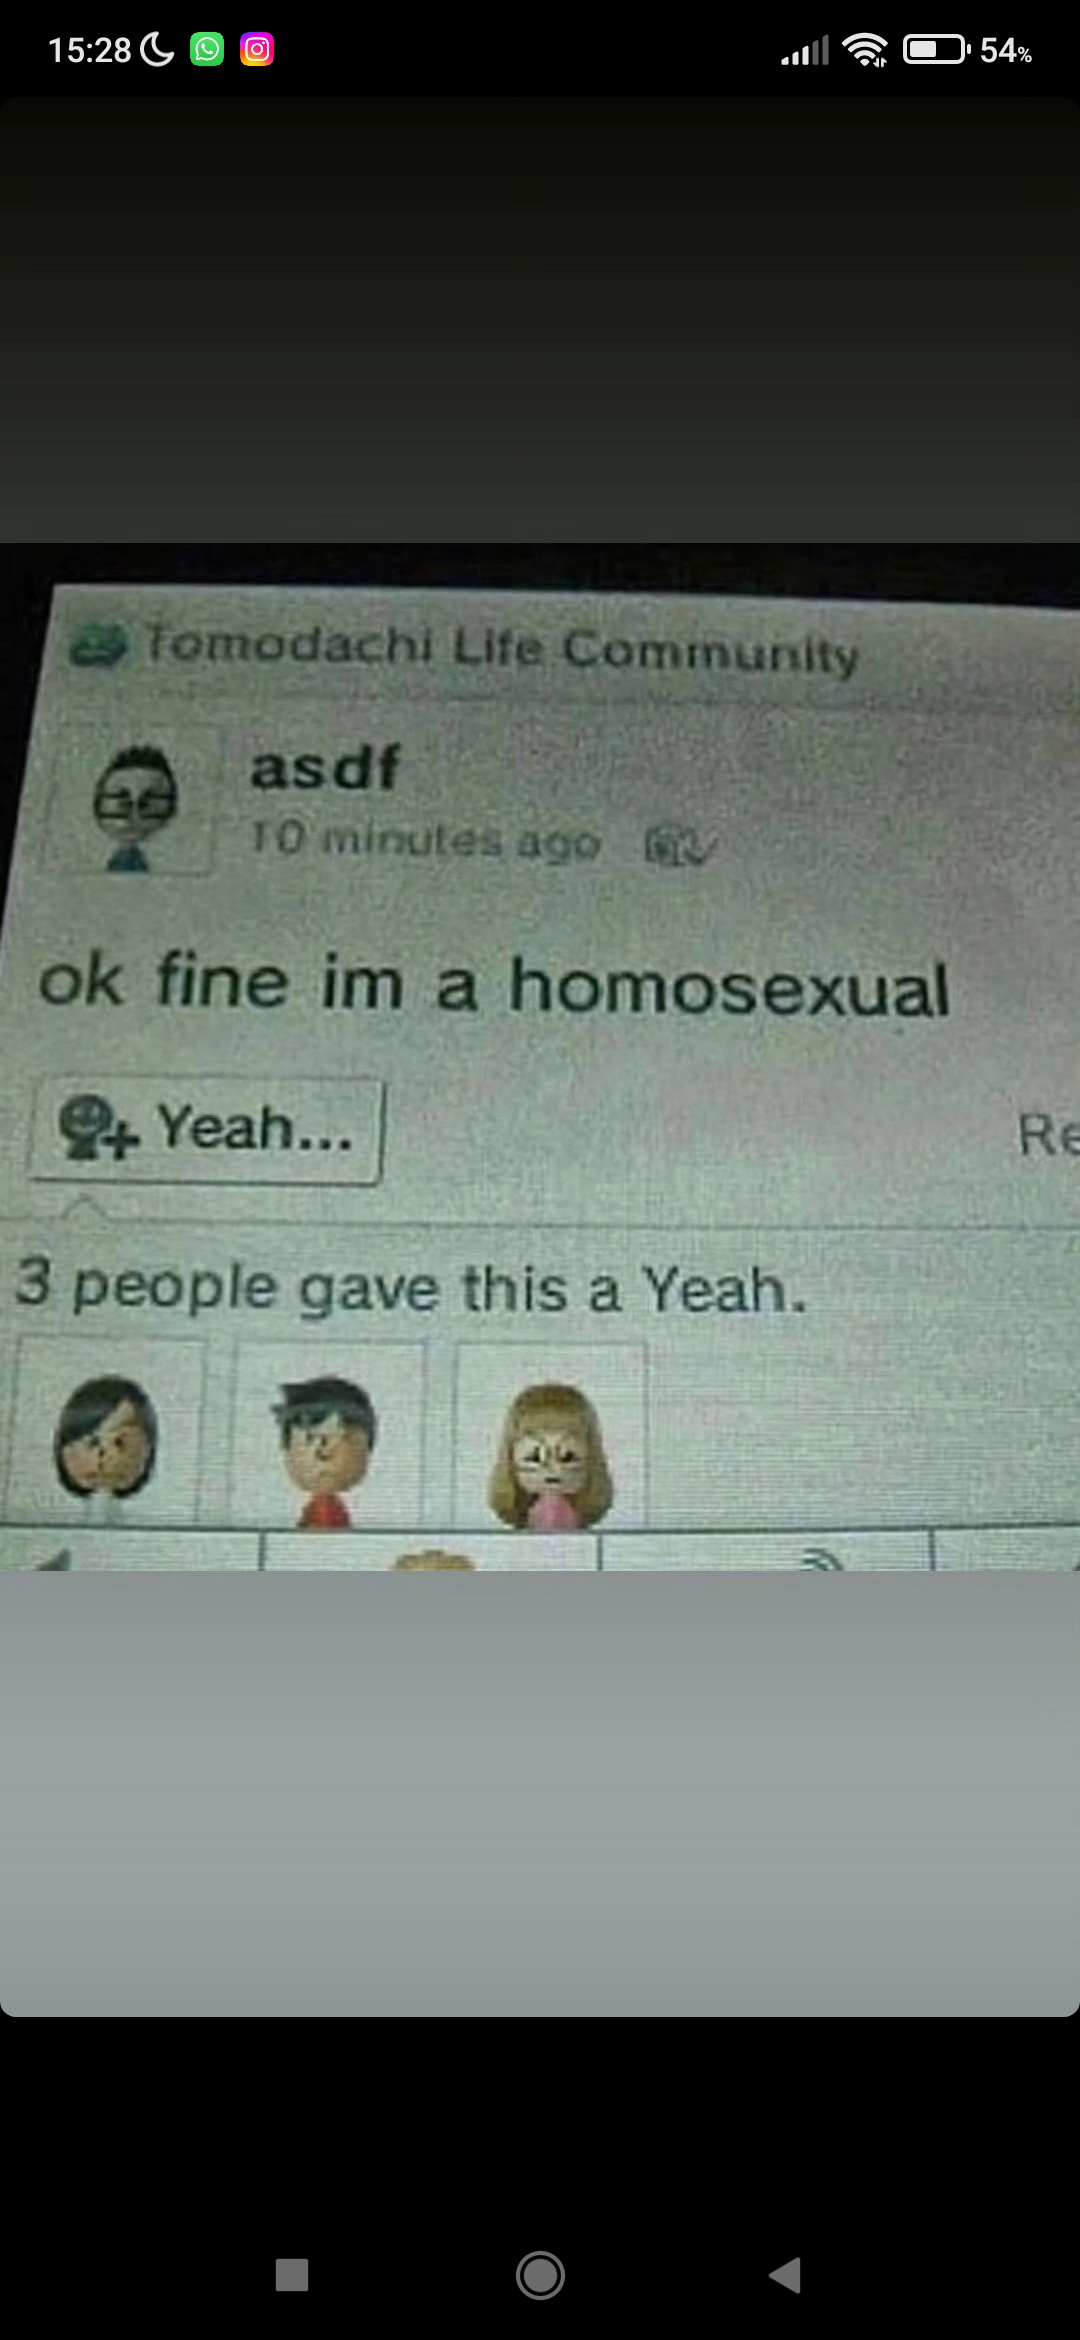 15:28 54%
Tomodachi Life Community
asdf
10 minutes ago
ok fine im a homosexual
Yeah...
Re
3 people gave this a Yeah.